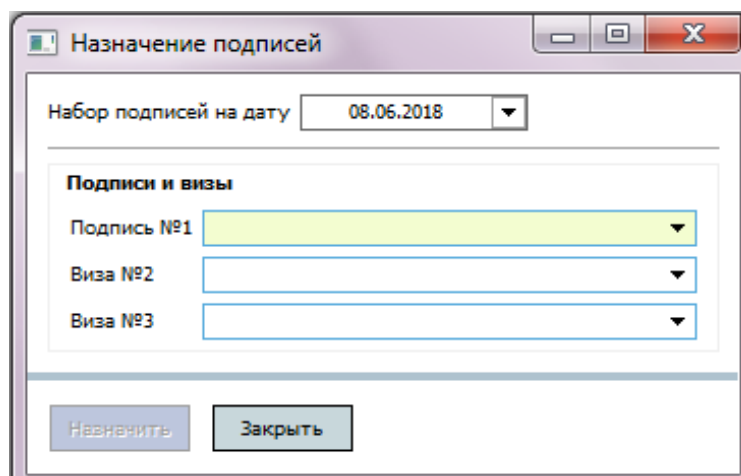 Назначение подписей
Набор подписей на дату 08.06.2018
Подписи и визы
Подпись №1
Виза №2
Виза №3
Назначить Закрыть